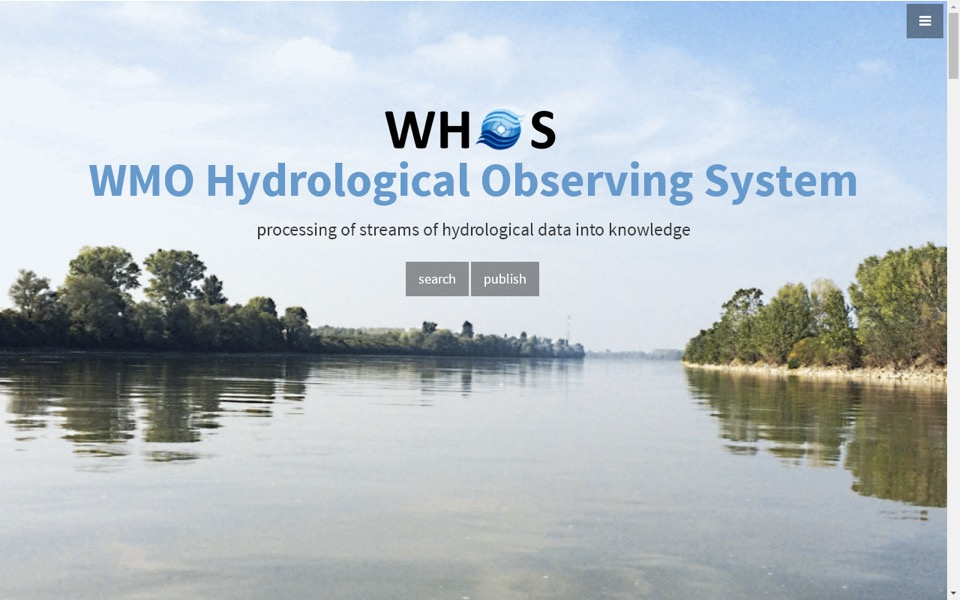 WHOS
WMO Hydrological Observing System
processing of streams of hydrological data into knowledge
search publish